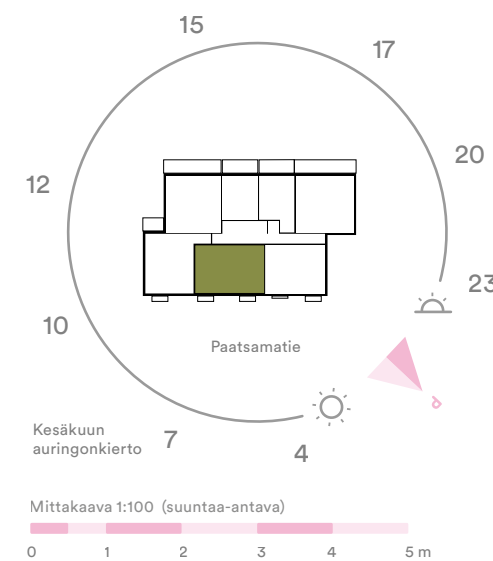 15
17
20
12
23
10
Paatsamatie
P
Kesäkuun
auringonkierto
7
4
Mittakaava 1:100 (suuntaa-antava)
0 1 2 3 4 5 m